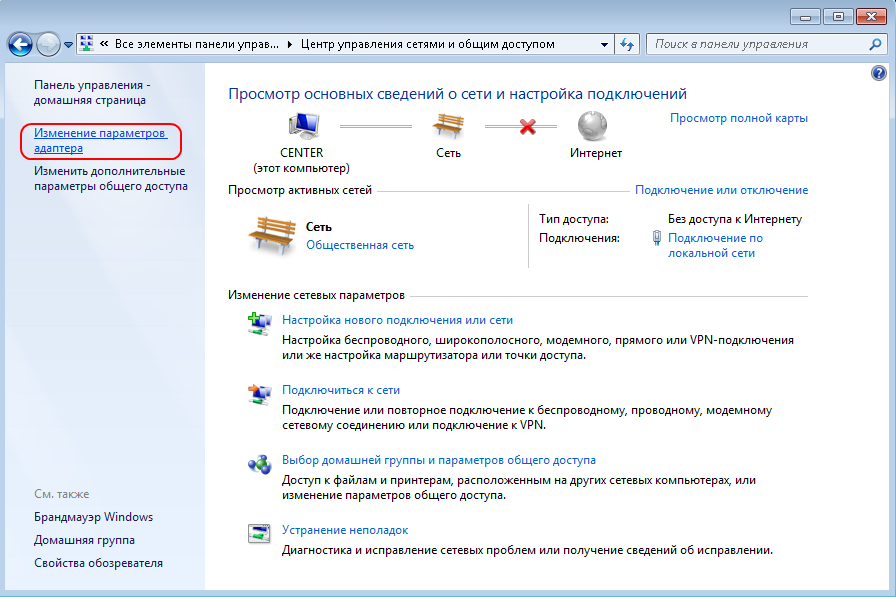 « Все элементы панели управ... ▸ Центр управления сетями и общим доступом
Поиск в панели управления
Панель управления -
домашняя страница
Изменение параметров
адаптера
Изменить дополнительные
параметры общего доступа
См. также
Брандмауэр Windows
Домашняя группа
Свойства обозревателя
Просмотр основных сведений о сети и настройка подключений
CENTER
(этот компьютер)
Сеть
Интернет
Просмотр полной карты
Просмотр активных сетей
Подключение или отключение
Сеть
Общественная сеть
Тип доступа: Без доступа к Интернету
Подключения: Подключение по
локальной сети
Изменение сетевых параметров
Настройка нового подключения или сети
Настройка беспроводного, широкополосного, модемного, прямого или VPN-подключения
или же настройка маршрутизатора или точки доступа.
Подключиться к сети
Подключение или повторное подключение к беспроводному, проводному, модемному
сетевому соединению или подключение к VPN.
Выбор домашней группы и параметров общего доступа
Доступ к файлам и принтерам, расположенным на других сетевых компьютерах, или
изменение параметров общего доступа.
Устранение неполадок
Диагностика и исправление сетевых проблем или получение сведений об исправлении.